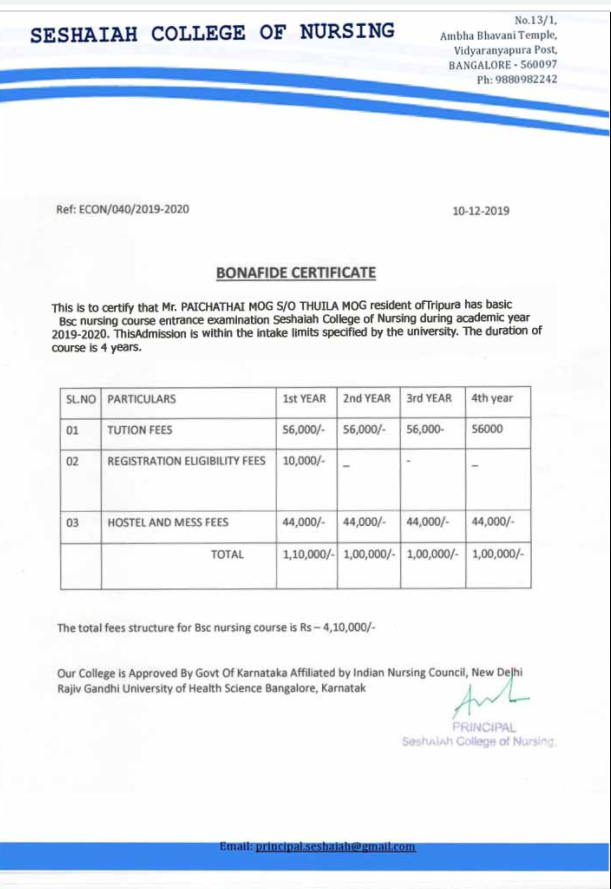 SESHAIAH COLLEGE OF NURSING
No.13/1,
Ambha Bhavani Temple,
Vidyaranyapura Post,
BANGALORE - 560097
Ph: 9880982242
Ref: ECON/040/2019-2020
10-12-2019
BONAFIDE CERTIFICATE
This is to certify that Mr. PAICHATHAI MOG S/O THUILA MOG resident ofTripura has basic
Bsc nursing course entrance examination Seshaiah College of Nursing during academic year
2019-2020. ThisAdmission is within the intake limits specified by the university. The duration of
course is 4 years.
SL.NO PARTICULARS 1st YEAR 2nd YEAR 3rd YEAR 4th year
01 TUTION FEES 56,000/- 56,000/- 56,000- 56000
02 REGISTRATION ELIGIBILITY FEES 10,000/- _ - _
03 HOSTEL AND MESS FEES 44,000/- 44,000/- 44,000/- 44,000/-
TOTAL 1,10,000/- 1,00,000/- 1,00,000/- 1,00,000/-
The total fees structure for Bsc nursing course is Rs – 4,10,000/-
Our College is Approved By Govt Of Karnataka Affiliated by Indian Nursing Council, New Delhi
Rajiv Gandhi University of Health Science Bangalore, Karnatak
PRINCIPAL
Seshaiah College of Nursing.
Email: principal.seshaiah@gmail.com